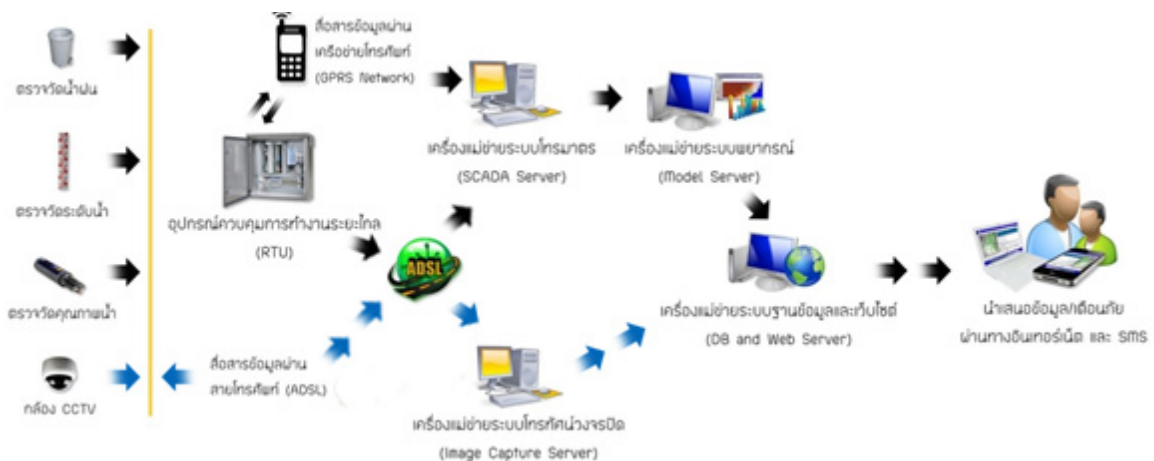 ตรวจวัดน้ำฝน
ตรวจวัดระดับน้ำ
ตรวจวัดคุณภาพน้ำ
กล้อง CCTV
สื่อสารข้อมูลผ่าน
เครือข่ายโทรศัพท์
(GPRS Network)
อุปกรณ์ควบคุมการทำงานระยะไกล
(RTU)
ADSL
สื่อสารข้อมูลผ่าน
สายโทรศัพท์ (ADSL)
เครื่องแม่ข่ายระบบโทรมาตร
(SCADA Server)
เครื่องแม่ข่ายระบบพยากรณ์
(Model Server)
เครื่องแม่ข่ายระบบโทรทัศน์วงจรปิด
(Image Capture Server)
เครื่องแม่ข่ายระบบฐานข้อมูลและเว็บไซต์
(DB and Web Server)
นำเสนอข้อมูล/เตือนภัย
ผ่านทางอินเทอร์เน็ต และ SMS